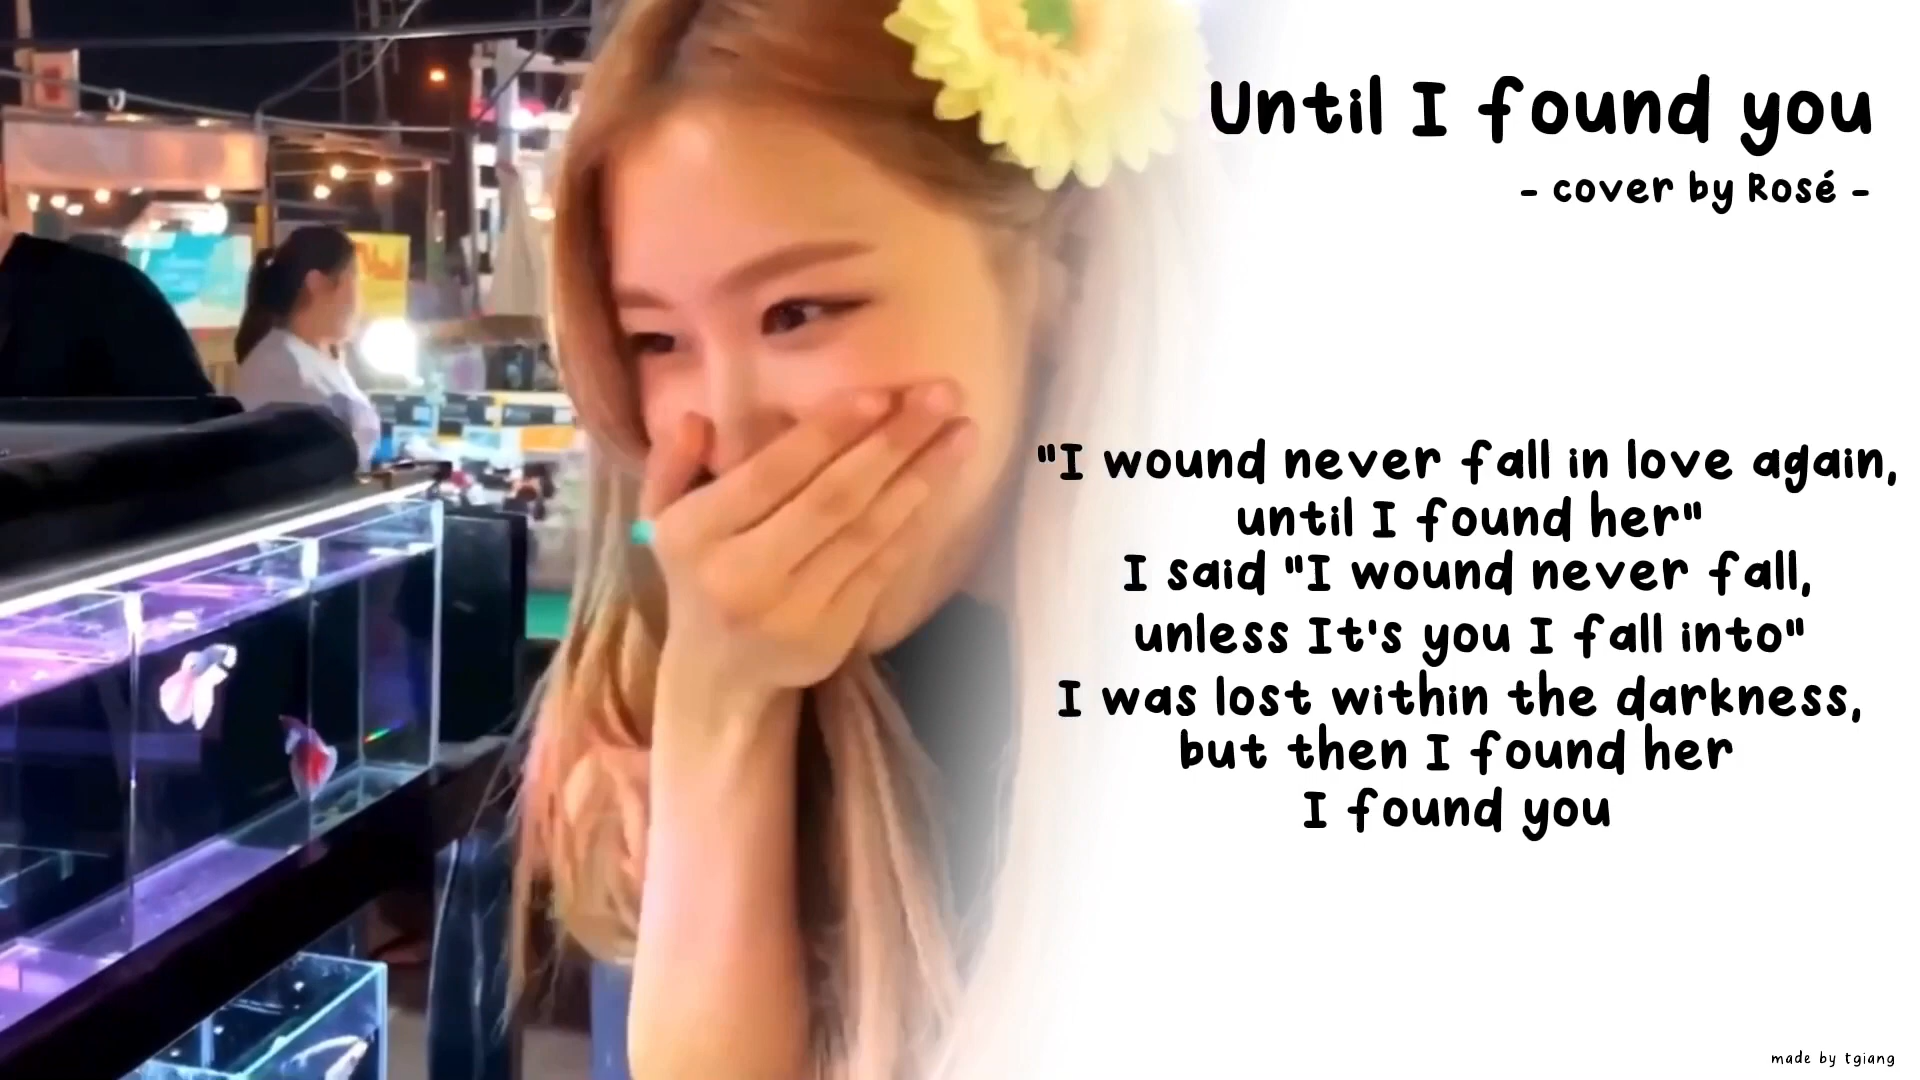 Until I found you
- cover by Rosé -
"I wound never fall in love again,
until I found her"
I said "I wound never fall,
unless It's you I fall into"
I was lost within the darkness,
but then I found her
I found you
made by tgiang